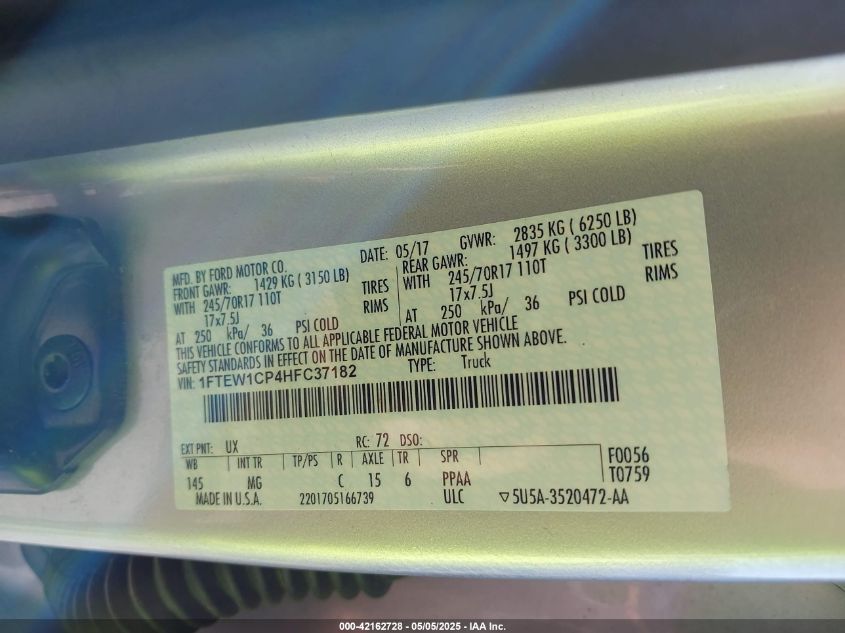 MFD. BY FORD MOTOR CO.
DATE: 05/17 GVWR: 2835 KG ( 6250 LB)
FRONT GAWR: 1429 KG ( 3150 LB)
WITH 245/70R17 110T TIRES
17x7.5J RIMS
AT 250 kPa/ 36 PSI COLD
REAR GAWR: 1497 KG ( 3300 LB)
WITH 245/70R17 110T TIRES
17x7.5J RIMS
AT 250 kPa/ 36 PSI COLD
THIS VEHICLE CONFORMS TO ALL APPLICABLE FEDERAL MOTOR VEHICLE
SAFETY STANDARDS IN EFFECT ON THE DATE OF MANUFACTURE SHOWN ABOVE.
VIN: 1FTEW1CP4HFC37182 TYPE: Truck
EXT PNT: UX RC: 72 DSO:
WB INT TR TP/PS R AXLE TR SPR F0056
145 MG C 15 6 PPAA T0759
MADE IN U.S.A. 2201705166739 ULC ▽5U5A-3520472-AA
000-42162728 - 05/05/2025 - IAA Inc.